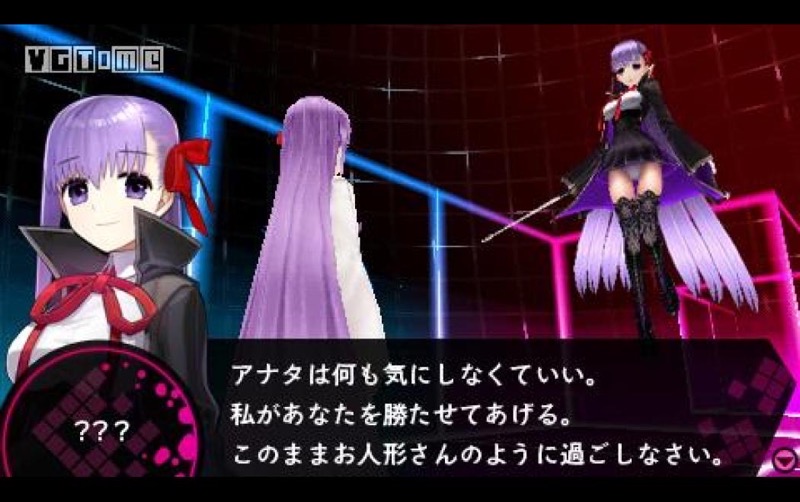 VGTIME
アナタは何も気にしなくていい。
私があなたを勝たせてあげる。
このままお人形さんのように過ごしなさい。
???